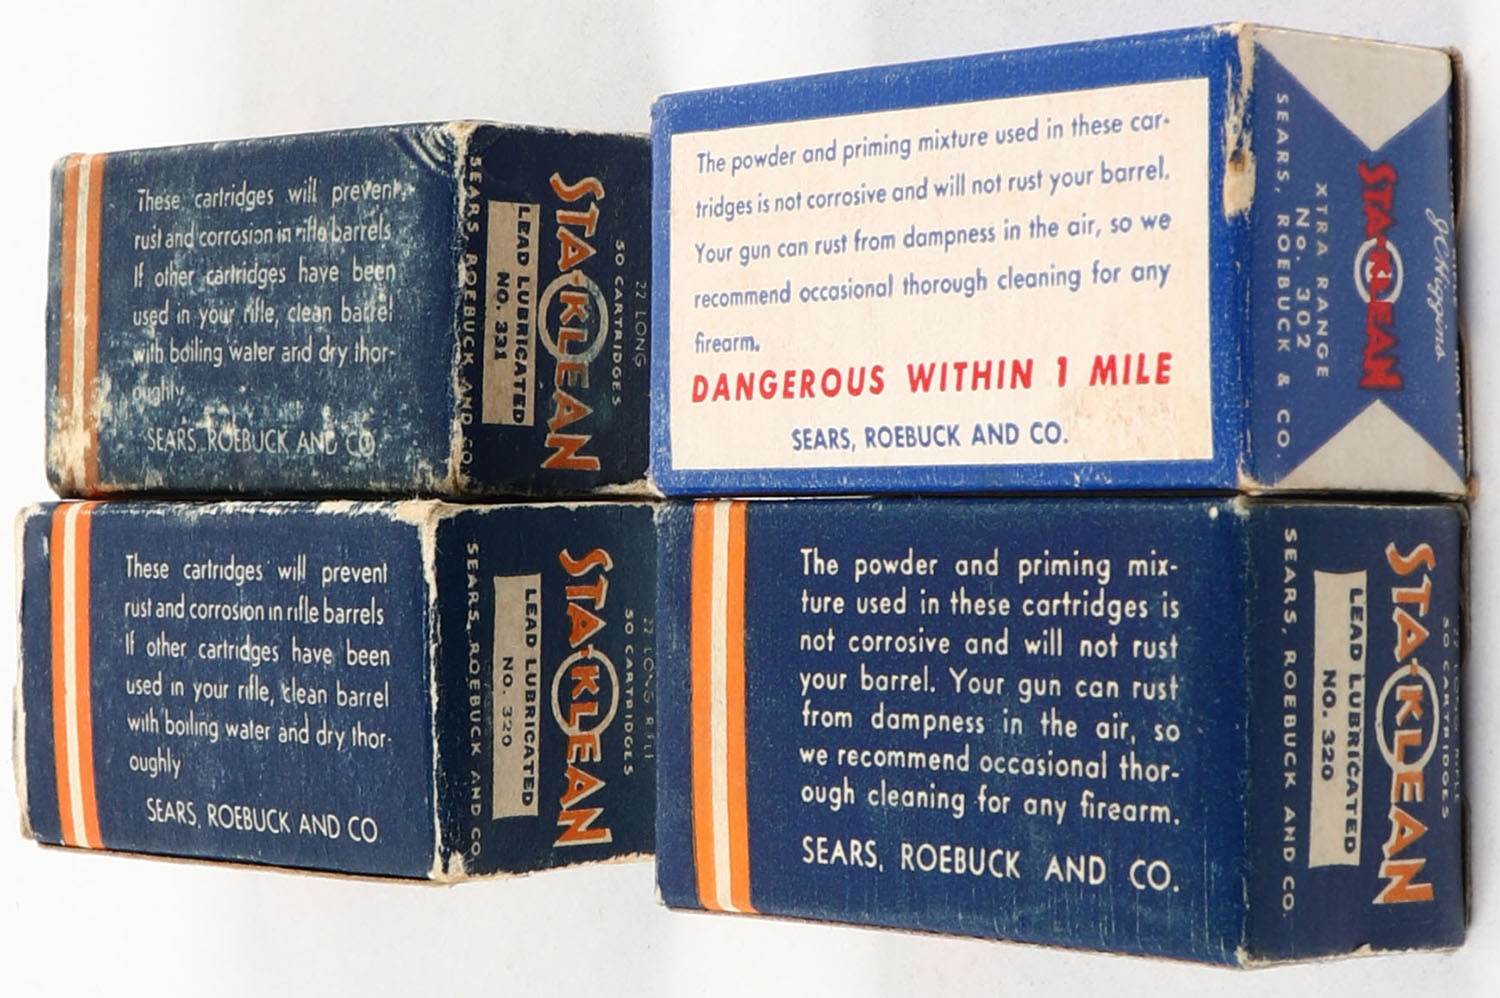 These cartridges will prevent
rust and corrosion in rifle barrels
If other cartridges have been
used in your rifle, clean barrel
with boiling water and dry thor-
oughly
SEARS, ROEBUCK AND CO
SEARS, ROEBUCK AND CO.
LEAD LUBRICATED
NO. 331
STA-KLEAN
50 CARTRIDGES
22 LONG
The powder and priming mixture used in these car-
tridges is not corrosive and will not rust your barrel.
Your gun can rust from dampness in the air, so we
recommend occasional thorough cleaning for any
firearm.
DANGEROUS WITHIN 1 MILE
SEARS, ROEBUCK AND CO.
SEARS, ROEBUCK & CO.
XTRA RANGE
No. 302
STA-KLEAN
J.C. Higgins
These cartridges will prevent
rust and corrosion in rifle barrels
If other cartridges have been
used in your rifle, clean barrel
with boiling water and dry thor-
oughly
SEARS, ROEBUCK AND CO
SEARS, ROEBUCK AND CO.
LEAD LUBRICATED
NO. 320
STA-KLEAN
50 CARTRIDGES
22 LONG RIFLE
The powder and priming mix-
ture used in these cartridges is
not corrosive and will not rust
your barrel. Your gun can rust
from dampness in the air, so
we recommend occasional thor-
ough cleaning for any firearm.
SEARS, ROEBUCK AND CO.
SEARS, ROEBUCK AND CO.
LEAD LUBRICATED
NO. 320
STA-KLEAN
50 CARTRIDGES